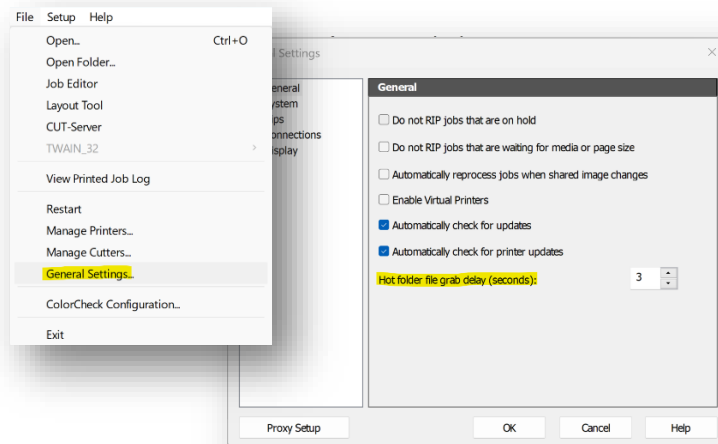 File Setup Help
Open... Ctrl+O
Open Folder...
Job Editor
Layout Tool
CUT-Server
TWAIN_32
View Printed Job Log
Restart
Manage Printers...
Manage Cutters...
General Settings...
ColorCheck Configuration...
Exit
l Settings
eneral
ystem
ps
onnections
isplay
General
Do not RIP jobs that are on hold
Do not RIP jobs that are waiting for media or page size
Automatically reprocess jobs when shared image changes
Enable Virtual Printers
Automatically check for updates
Automatically check for printer updates
Hot folder file grab delay (seconds): 3
Proxy Setup OK Cancel Help